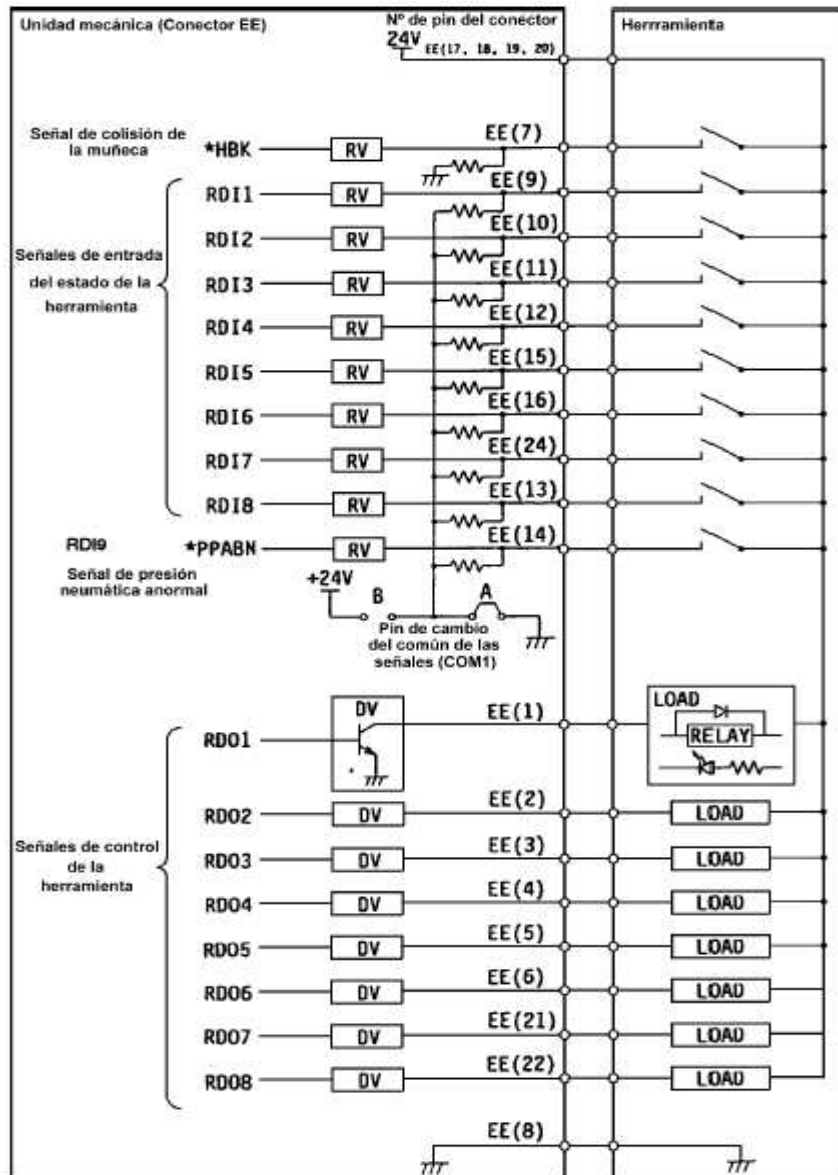 Unidad mecánica (Conector EE)
Nº de pin del conector
Herrramienta
24V EE(17, 18, 19, 20)
Señal de colisión de
la muñeca
*HBK RV EE(7)
RDI1 RV EE(9)
RDI2 RV EE(10)
Señales de entrada
del estado de la
herramienta
RDI3 RV EE(11)
RDI4 RV EE(12)
RDI5 RV EE(15)
RDI6 RV EE(16)
RDI7 RV EE(24)
RDI8 RV EE(13)
RDI9 *PPABN RV EE(14)
Señal de presión
neumática anormal
+24V B A
Pin de cambio
del común de las
señales (COM1)
RDO1 DV EE(1) LOAD
RELAY
*
RDO2 DV EE(2) LOAD
Señales de control
de la
herramienta
RDO3 DV EE(3) LOAD
RDO4 DV EE(4) LOAD
RDO5 DV EE(5) LOAD
RDO6 DV EE(6) LOAD
RDO7 DV EE(21) LOAD
RDO8 DV EE(22) LOAD
EE(8)